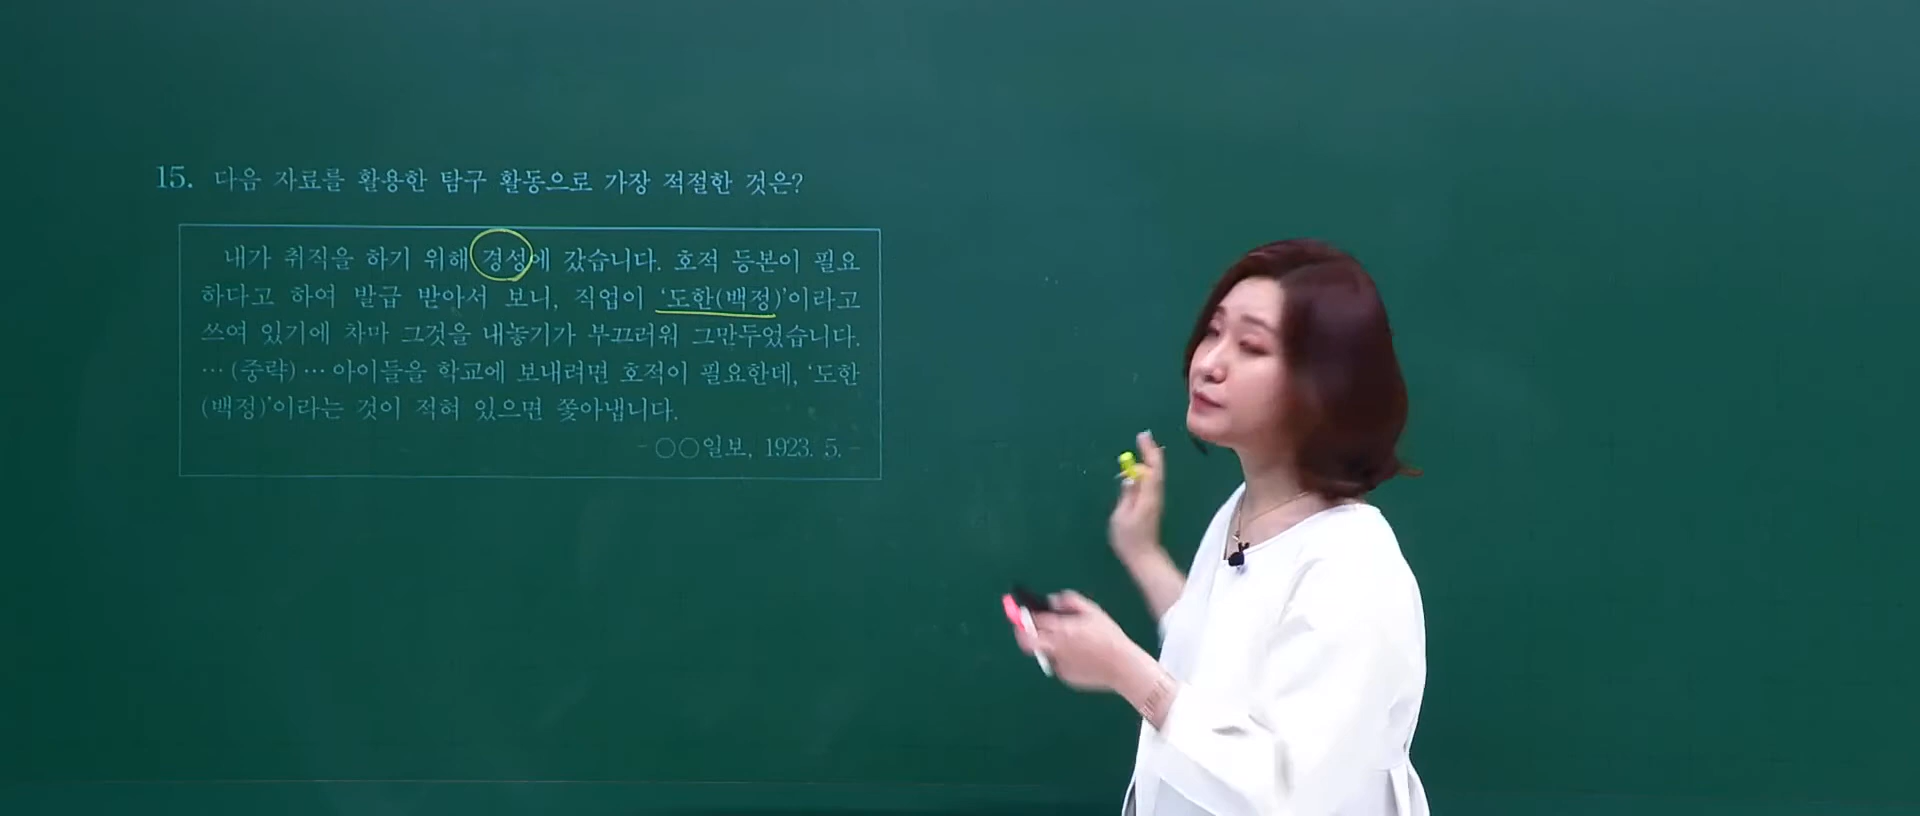 15. 다음 자료를 활용한 탐구 활동으로 가장 적절한 것은?
내가 취직을 하기 위해 경성에 갔습니다. 호적 등본이 필요
하다고 하여 발급 받아서 보니, 직업이 ‘도한(백정)’이라고
쓰여 있기에 차마 그것을 내놓기가 부끄러워 그만두었습니다.
…(중략)… 아이들을 학교에 보내려면 호적이 필요한데, ‘도한
(백정)’이라는 것이 적혀 있으면 쫓아냅니다.
- ○○일보, 1923. 5. -